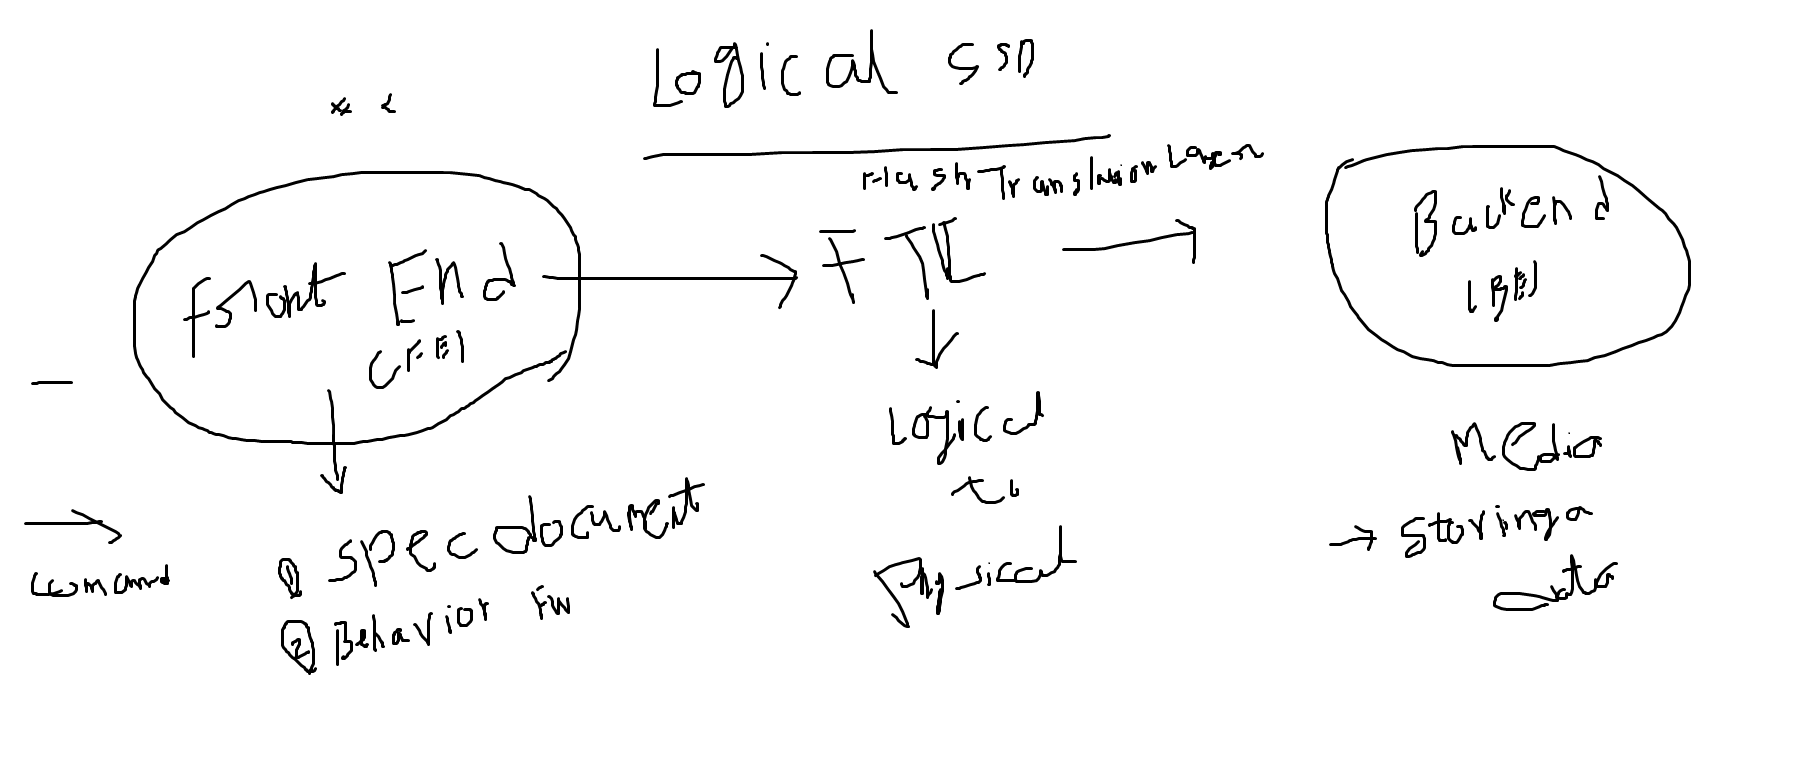 Logical SSD
Flash Translation Layer
Front End
(FE)
FTL
Backend
(BE)
Logical
to
Physical
Media
→ Storing a
data
→
command
① spec document
② Behavior FW